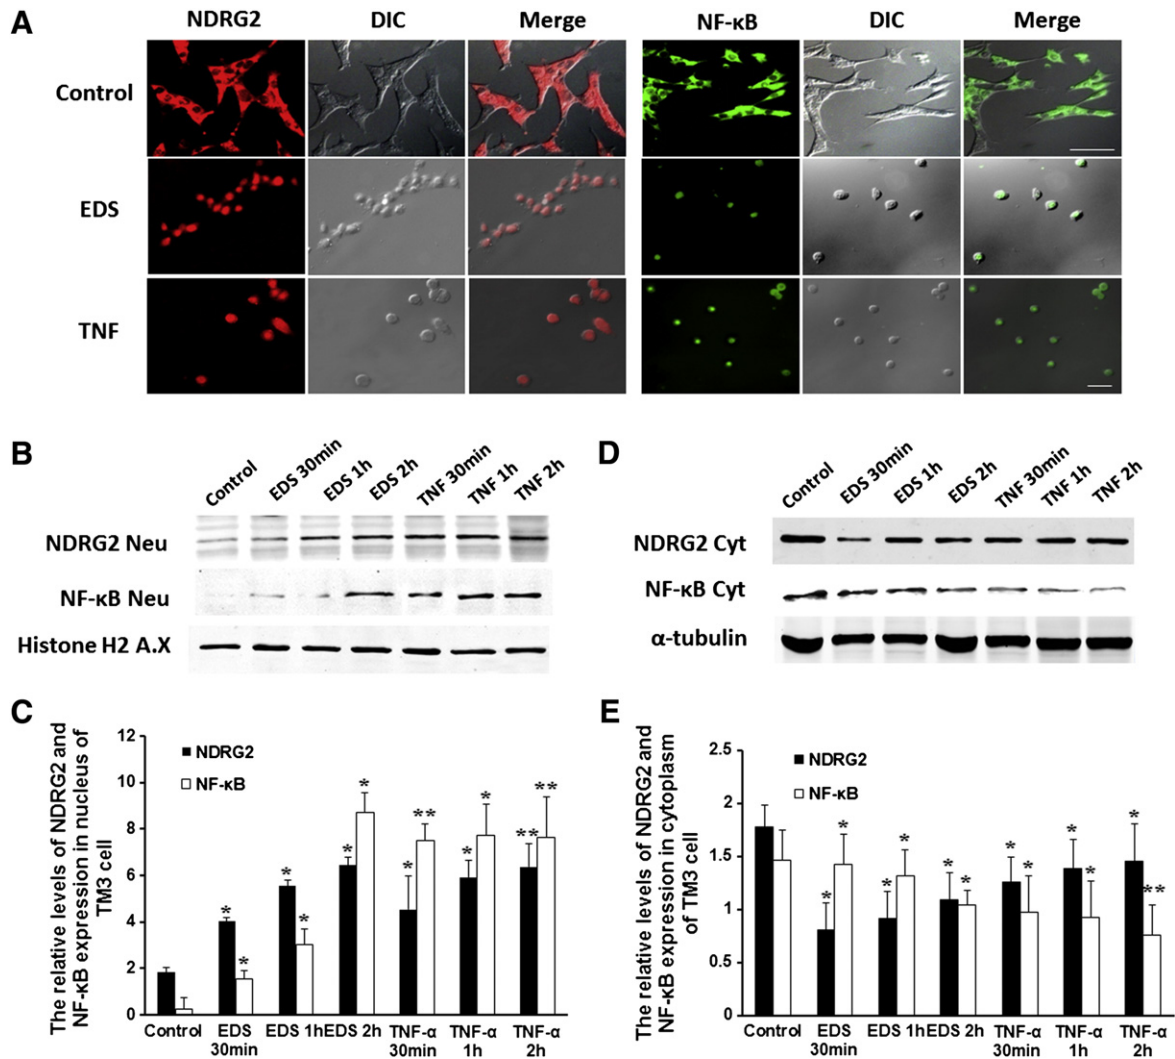 A
NDRG2 DIC Merge NF-κB DIC Merge
Control
EDS
TNF
B
Control EDS 30min EDS 1h EDS 2h TNF 30min TNF 1h TNF 2h
NDRG2 Neu
NF-κB Neu
Histone H2 A.X
D
Control EDS 30min EDS 1h EDS 2h TNF 30min TNF 1h TNF 2h
NDRG2 Cyt
NF-κB Cyt
α-tubulin
C
The relative levels of NDRG2 and
NF-κB expression in nucleus of
TM3 cell
12
10
8
6
4
2
0
NDRG2
NF-κB
* * * * * * * ** * * ** **
Control EDS EDS 1h EDS 2h TNF-α TNF-α TNF-α
30min 30min 1h 2h
E
The relative levels of NDRG2 and
NF-κB expression in cytoplasm
of TM3 cell
2.5
2
1.5
1
0.5
0
NDRG2
NF-κB
* * * * * * * * * * * **
Control EDS EDS 1h EDS 2h TNF-α TNF-α TNF-α
30min 30min 1h 2h